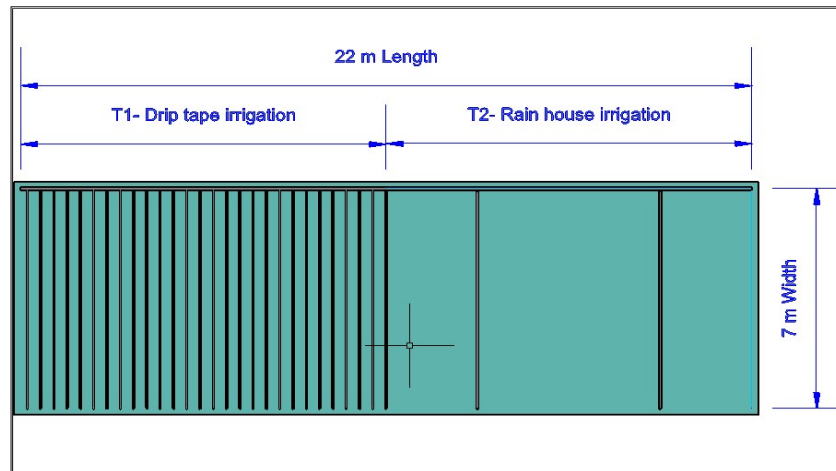 22 m Length
T1- Drip tape irrigation
T2- Rain house irrigation
7 m Width